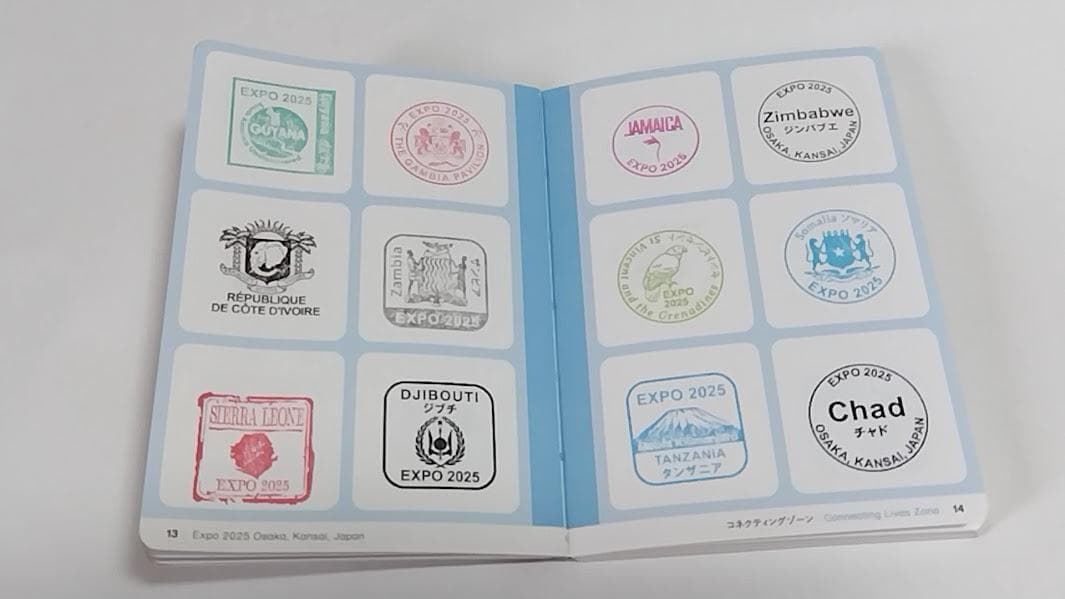 EXPO 2025
GUYANA
EXPO 2025
THE GAMBIA PAVILION
RÉPUBLIQUE
DE CÔTE D'IVOIRE
Zambia
ザンビア
EXPO 2025
SIERRA LEONE
EXPO 2025
DJIBOUTI
ジブチ
EXPO 2025
13 Expo 2025 Osaka, Kansai, Japan
JAMAICA
EXPO 2025
EXPO 2025
Zimbabwe
ジンバブエ
OSAKA, KANSAI, JAPAN
St Vincent and the Grenadines
EXPO
2025
Somalia ソマリア
EXPO 2025
EXPO 2025
TANZANIA
タンザニア
EXPO 2025
Chad
チャド
OSAKA, KANSAI, JAPAN
コネクティングゾーン Connecting Lives Zone 14